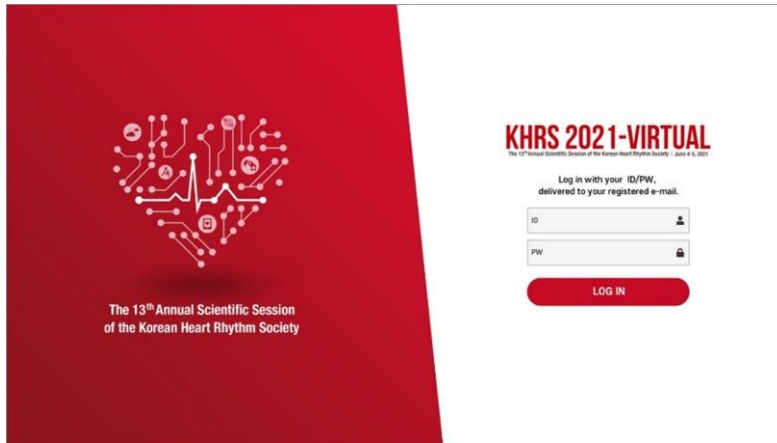 The 13th Annual Scientific Session
of the Korean Heart Rhythm Society
KHRS 2021-VIRTUAL
The 13th Annual Scientific Session of the Korean Heart Rhythm Society | June 4-5, 2021
Log in with your ID/PW,
delivered to your registered e-mail.
ID
PW
LOG IN